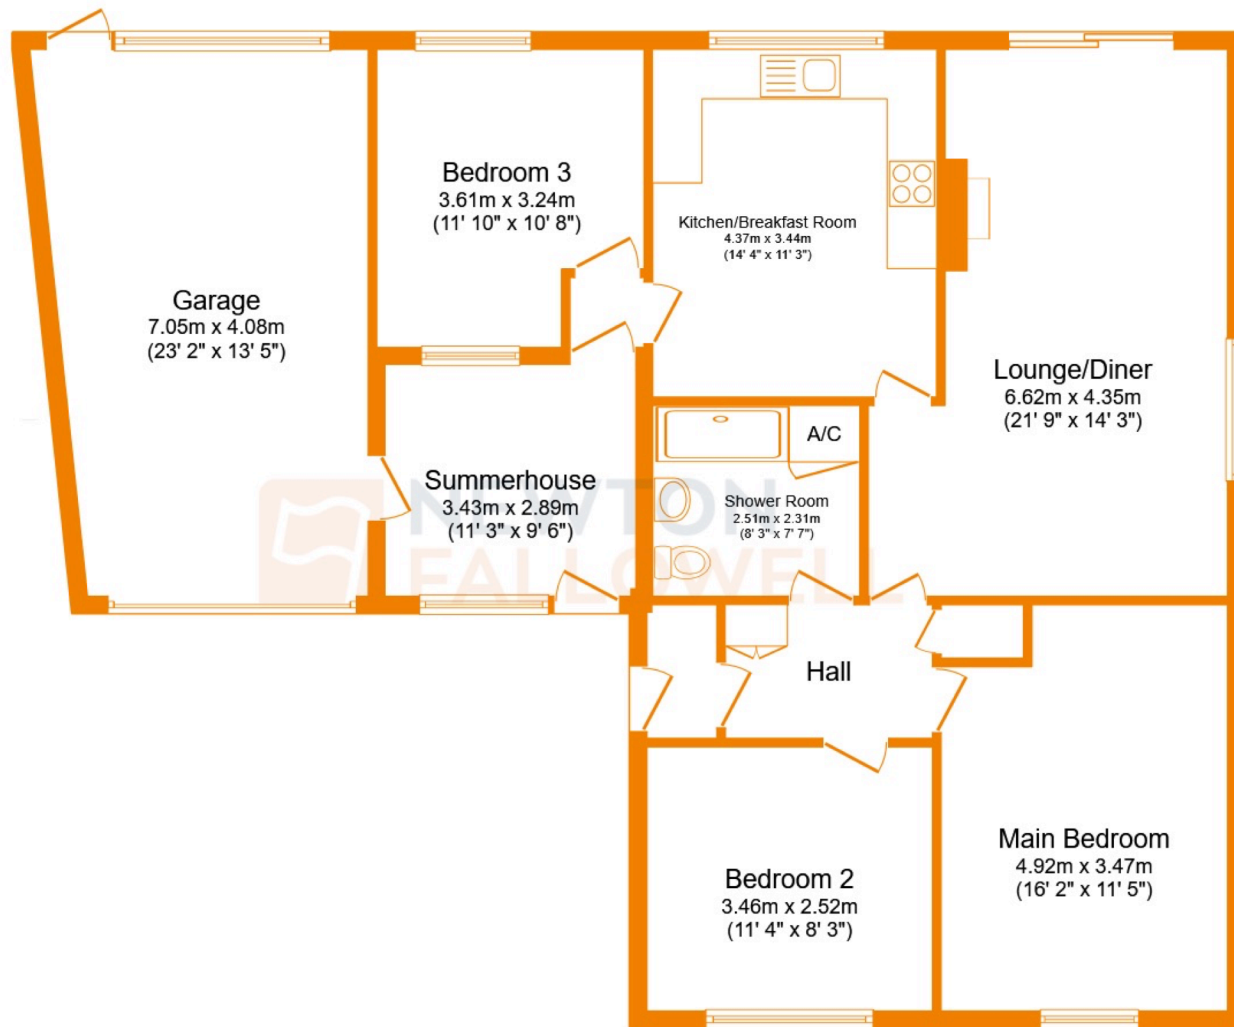 Bedroom 3
3.61m x 3.24m
(11' 10" x 10' 8")
Kitchen/Breakfast Room
4.37m x 3.44m
(14' 4" x 11' 3")
Garage
7.05m x 4.08m
(23' 2" x 13' 5")
Lounge/Diner
6.62m x 4.35m
(21' 9" x 14' 3")
A/C
Summerhouse
3.43m x 2.89m
(11' 3" x 9' 6")
Shower Room
2.51m x 2.31m
(8' 3" x 7' 7")
NEWTON
FALLOWELL
Hall
Main Bedroom
4.92m x 3.47m
(16' 2" x 11' 5")
Bedroom 2
3.46m x 2.52m
(11' 4" x 8' 3")